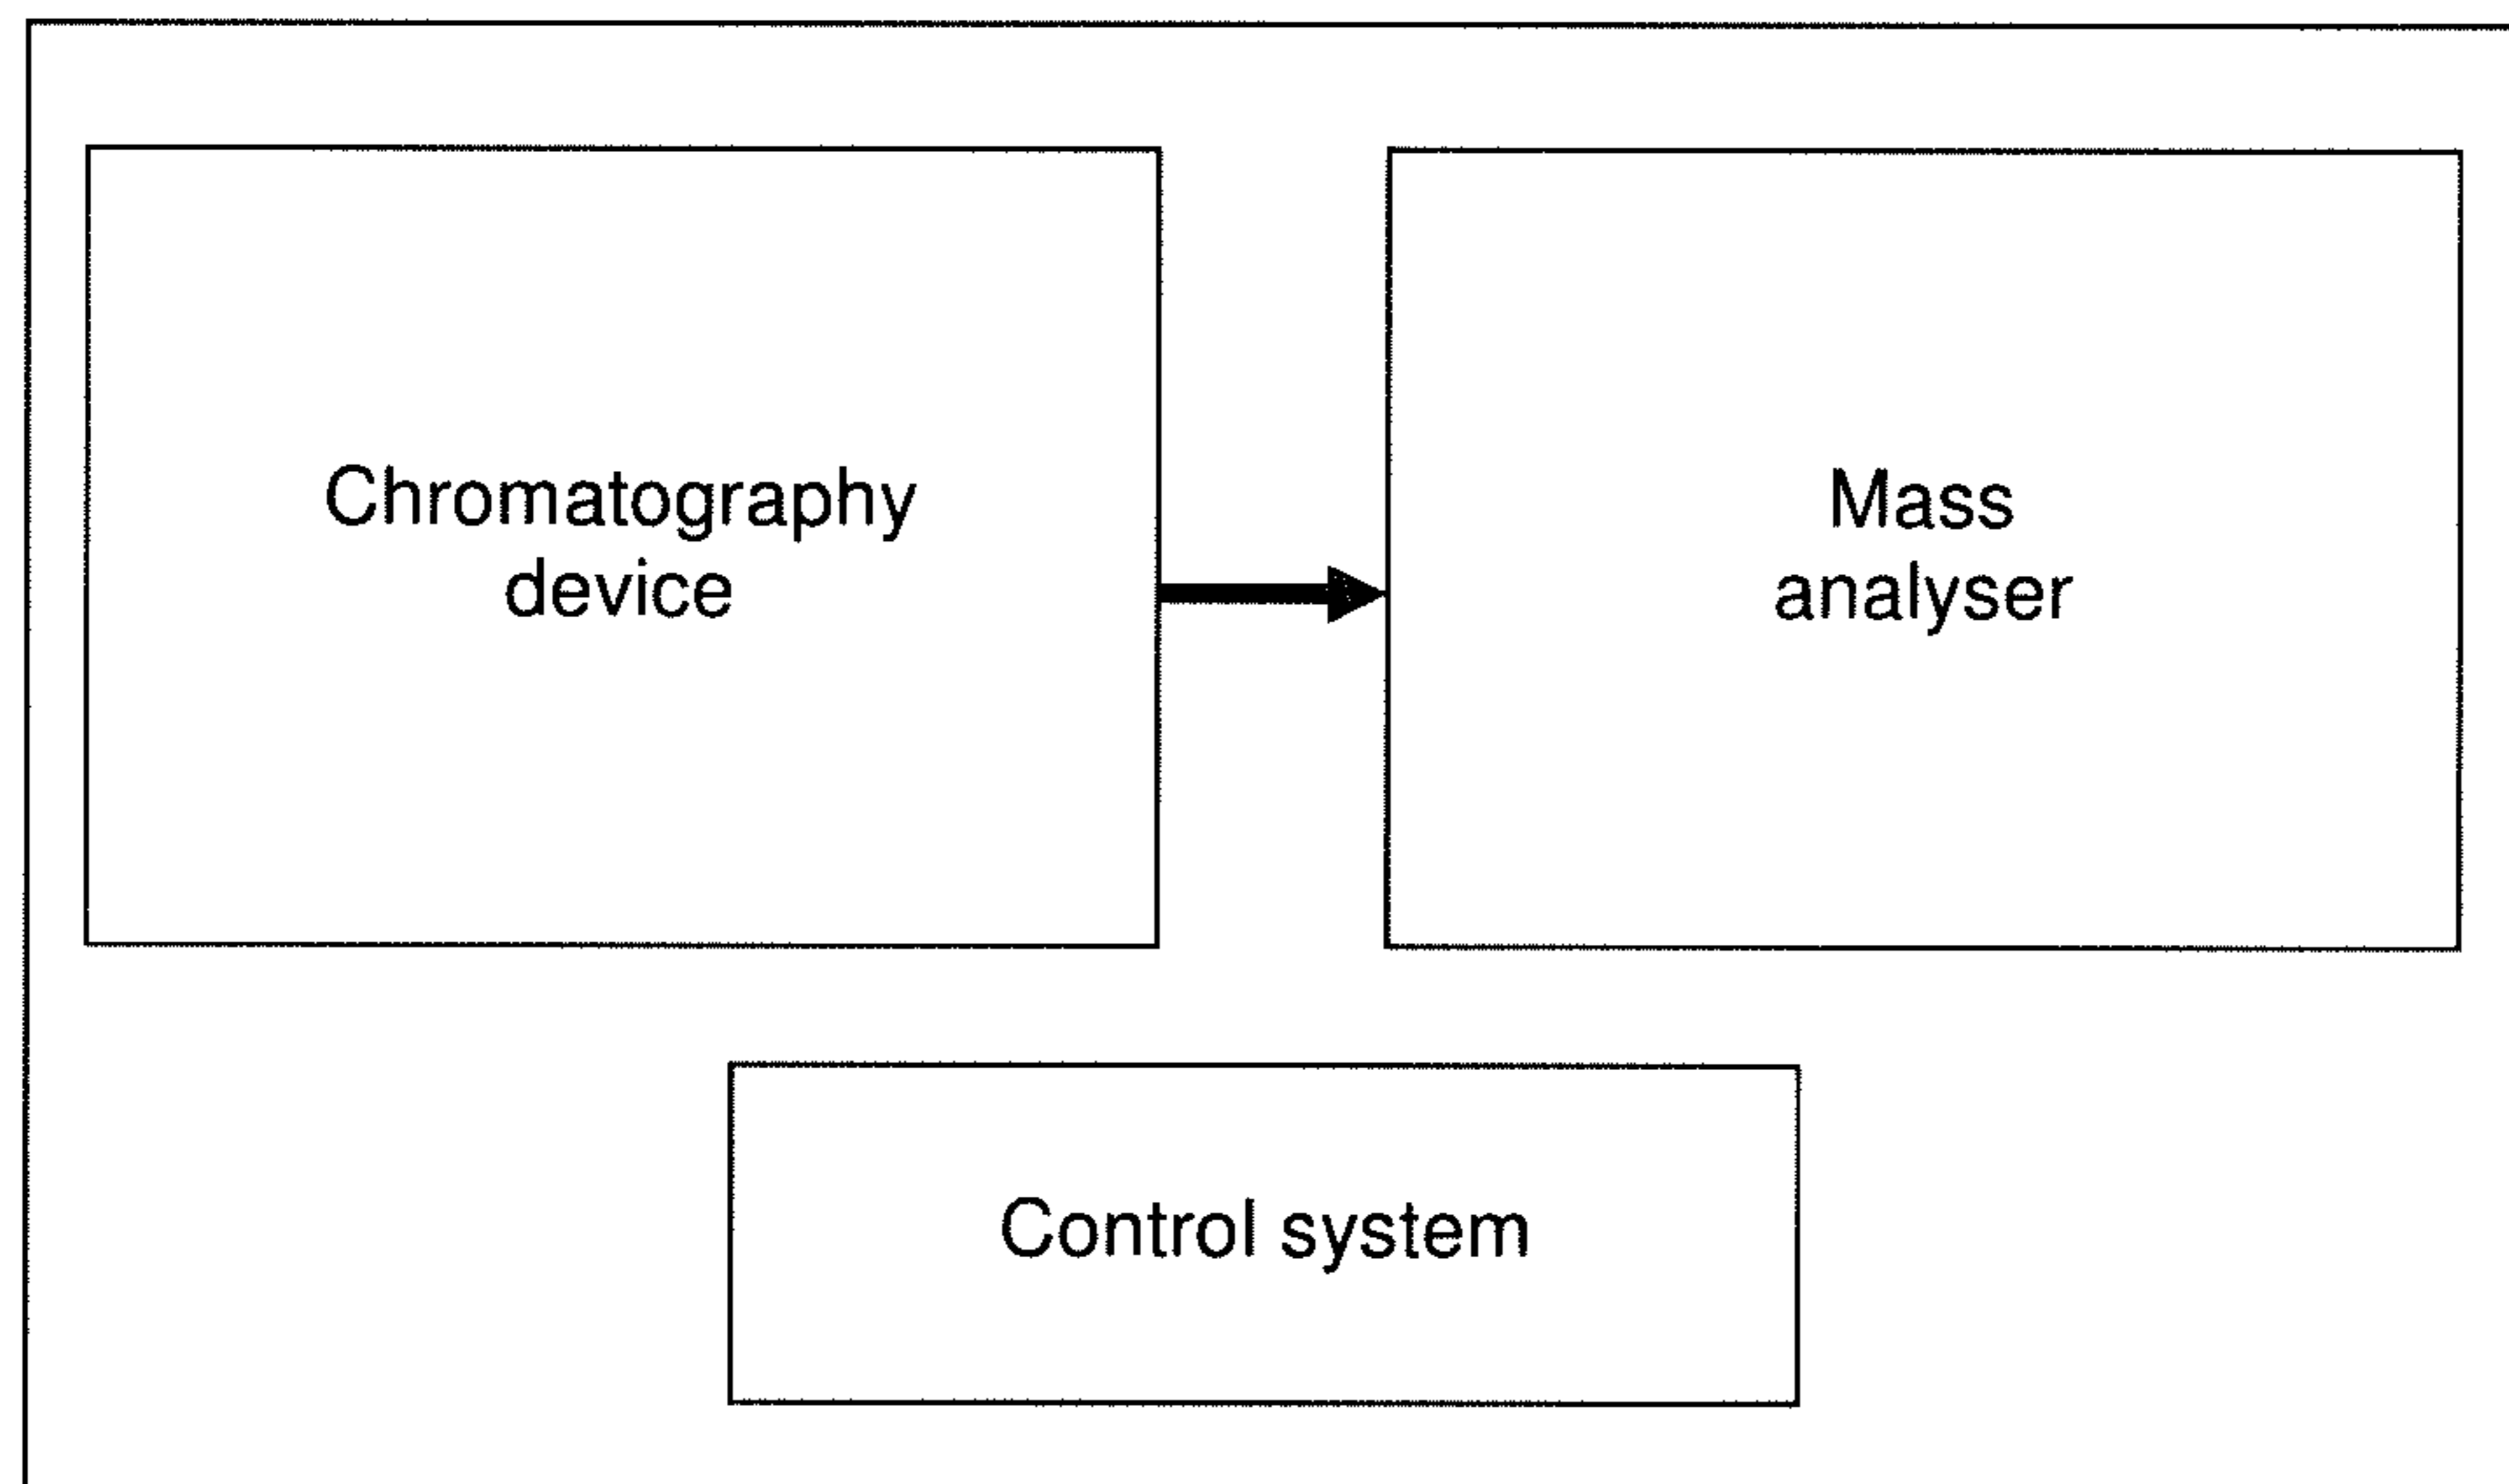 Chromatography
device
Mass
analyser
Control system